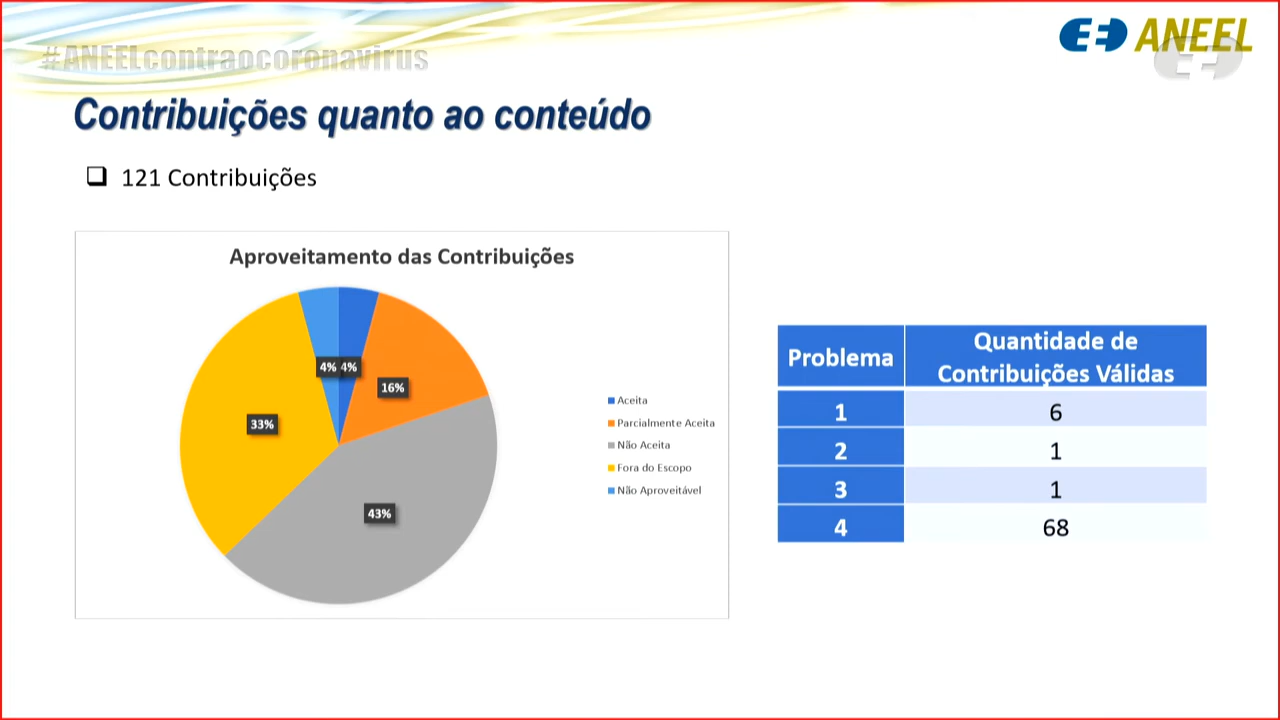 #ANEELcontraocoronavirus
ANEEL
Contribuições quanto ao conteúdo
121 Contribuições
Aproveitamento das Contribuições
4% 4%
16%
33%
43%
Aceita
Parcialmente Aceita
Não Aceita
Fora do Escopo
Não Aproveitável
Problema Quantidade de
Contribuições Válidas
1 6
2 1
3 1
4 68